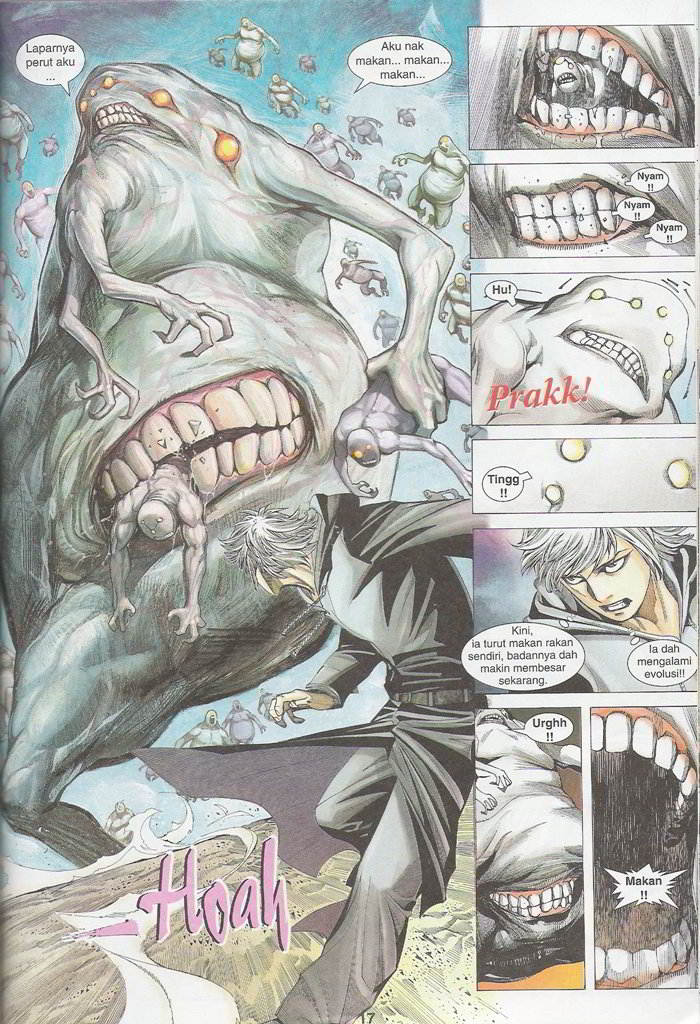 Laparnya
perut aku
...
Aku nak
makan... makan...
makan...
Hoah
Nyam
!!
Nyam
!!
Nyam
!!
Hu!
Prakk!
Tingg
!!
Kini,
ia turut makan rakan
sendiri, badannya dah
makin membesar
sekarang.
Ia dah
mengalami
evolusi!!
Urghh
!!
Makan
!!
17